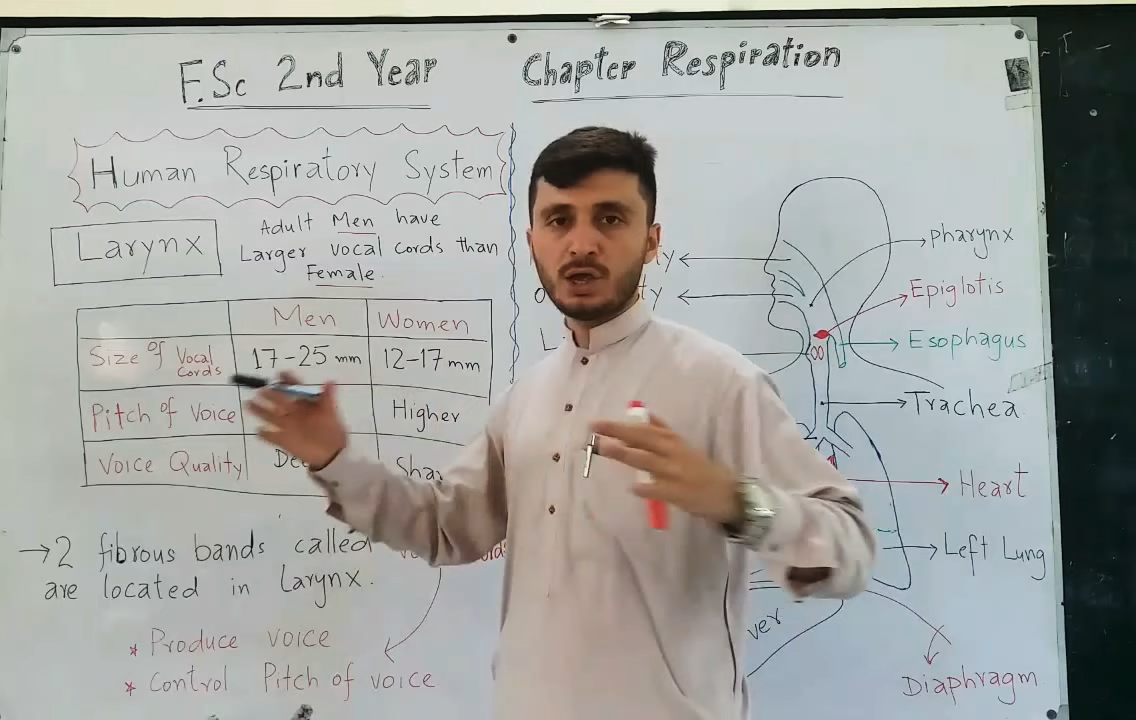 F.Sc 2nd Year
Chapter Respiration
Human Respiratory System
Larynx
Adult Men have
Larger vocal cords than
Female.
Men Women
Size of Vocal Cords 17-25 mm 12-17 mm
Pitch of Voice Higher
Voice Quality
→ 2 fibrous bands called
are located in Larynx.
* Produce voice
* Control Pitch of voice
pharynx
Epiglotis
Esophagus
Trachea
Heart
Left Lung
Diaphragm